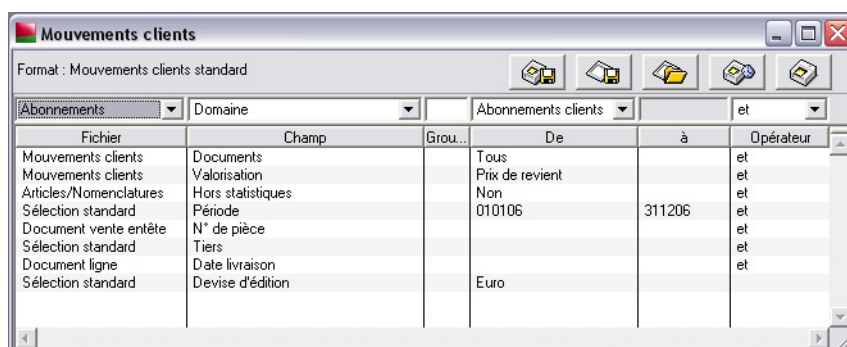 Mouvements clients
Format : Mouvements clients standard
Abonnements Domaine Abonnements clients et
Fichier Champ Grou... De à Opérateur
Mouvements clients Documents Tous et
Mouvements clients Valorisation Prix de revient et
Articles/Nomenclatures Hors statistiques Non et
Sélection standard Période 010106 311206 et
Document vente entête N° de pièce et
Sélection standard Tiers et
Document ligne Date livraison et
Sélection standard Devise d'édition Euro